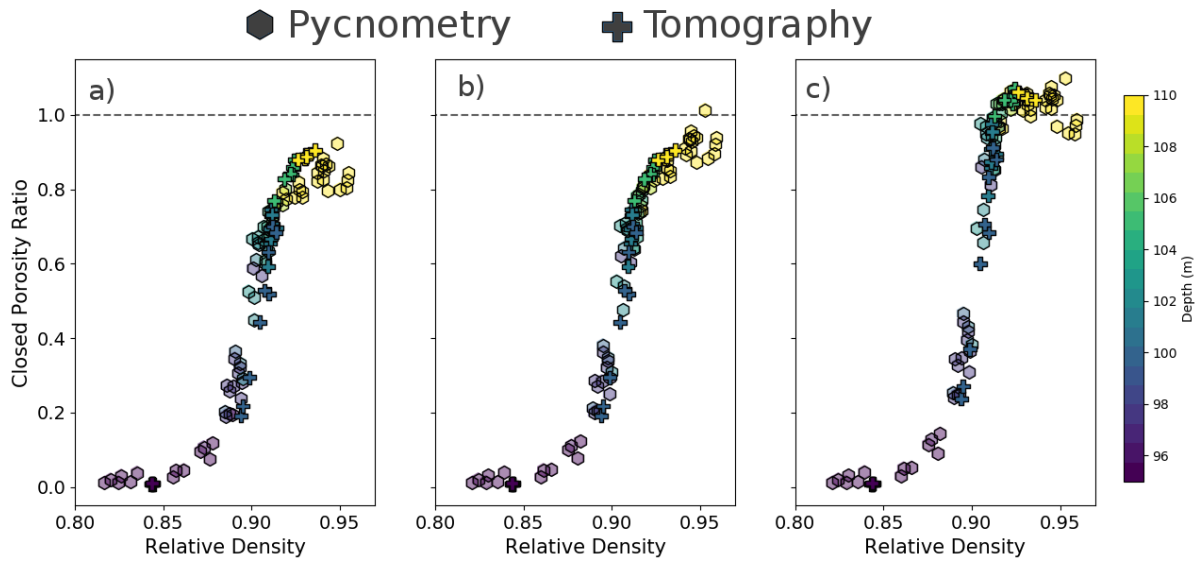 Pycnometry Tomography
a) b) c)
Closed Porosity Ratio
1.0
0.8
0.6
0.4
0.2
0.0
0.80 0.85 0.90 0.95 0.80 0.85 0.90 0.95 0.80 0.85 0.90 0.95
Relative Density Relative Density Relative Density
110
108
106
104
102
100
98
96
Depth (m)